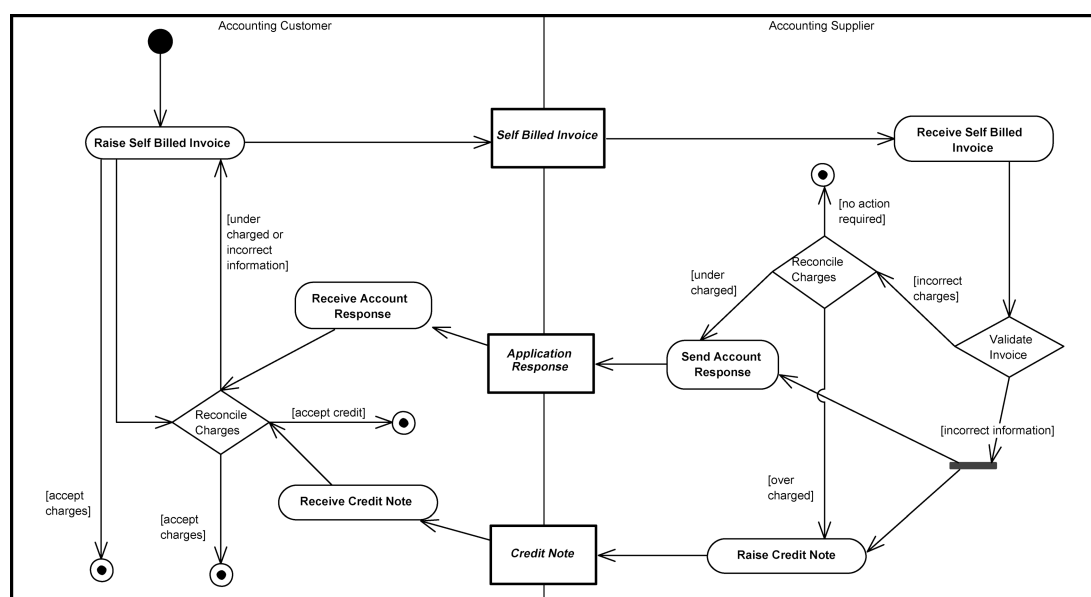 Accounting Customer
Accounting Supplier
Raise Self Billed Invoice
Self Billed Invoice
Receive Self Billed
Invoice
[no action
required]
[under
charged or
incorrect
information]
Reconcile
Charges
[under
charged]
[incorrect
charges]
Receive Account
Response
Application
Response
Send Account
Response
Validate
Invoice
Reconcile
Charges
[accept credit]
[incorrect information]
[over
charged]
[accept
charges]
Receive Credit Note
[accept
charges]
Credit Note
Raise Credit Note